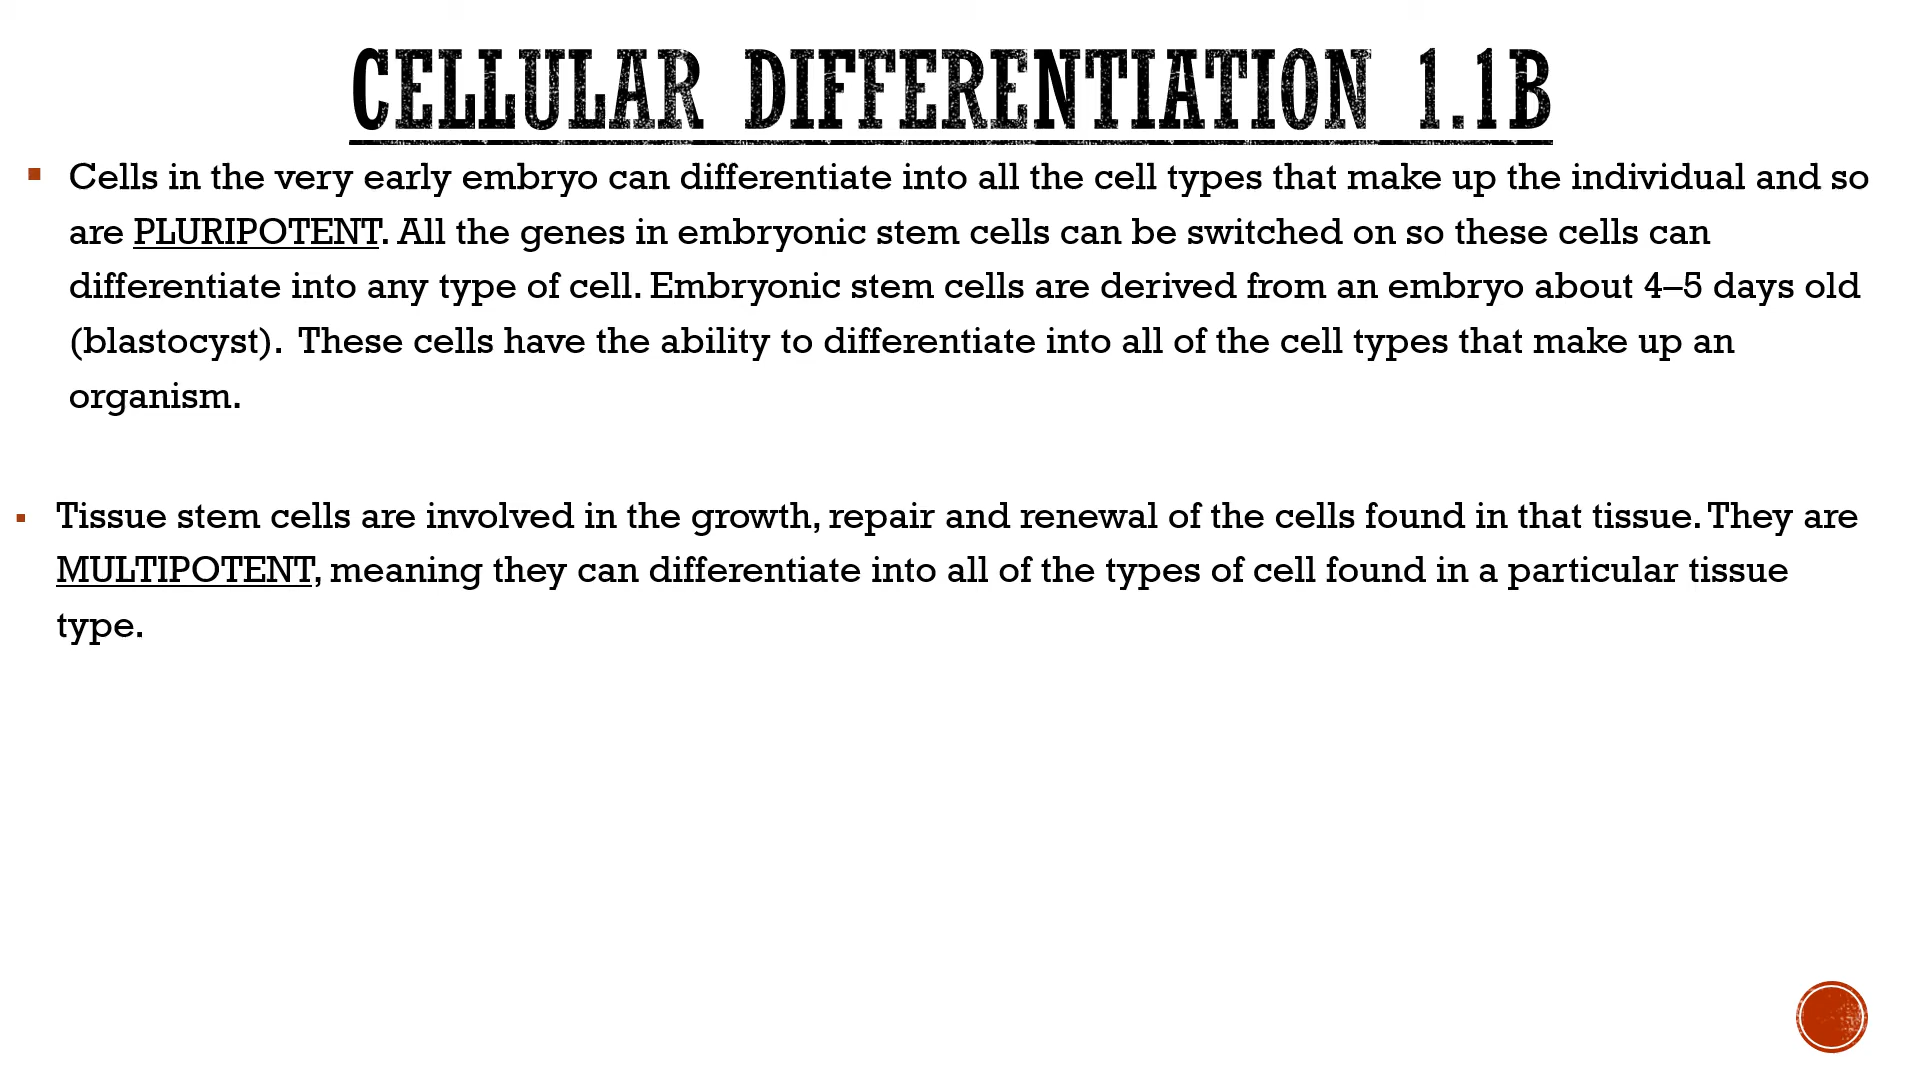 CELLULAR DIFFERENTIATION 1.1B
▪ Cells in the very early embryo can differentiate into all the cell types that make up the individual and so
are PLURIPOTENT. All the genes in embryonic stem cells can be switched on so these cells can
differentiate into any type of cell. Embryonic stem cells are derived from an embryo about 4–5 days old
(blastocyst).  These cells have the ability to differentiate into all of the cell types that make up an
organism.
▪ Tissue stem cells are involved in the growth, repair and renewal of the cells found in that tissue. They are
MULTIPOTENT, meaning they can differentiate into all of the types of cell found in a particular tissue
type.